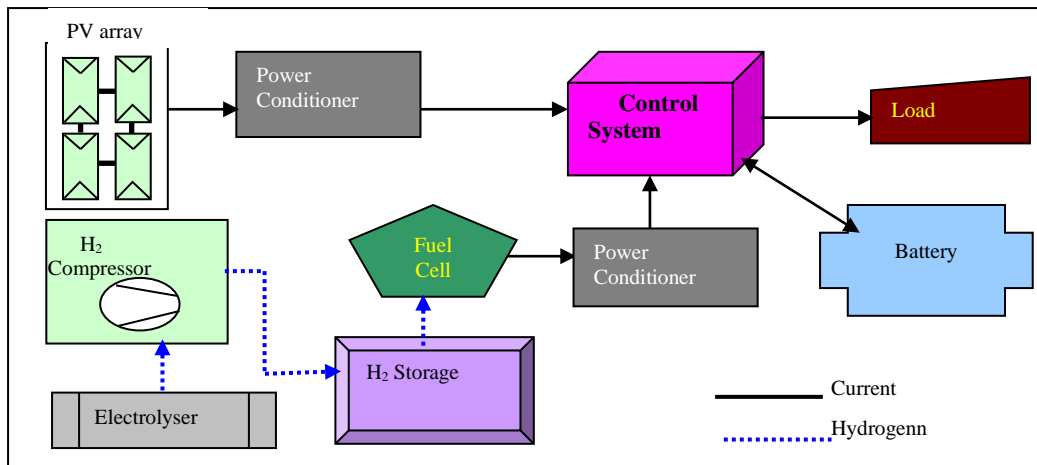 PV array
Power
Conditioner
Control
System
Load
H₂
Compressor
Fuel
Cell
Power
Conditioner
Battery
H₂ Storage
Electrolyser
Current
Hydrogenn